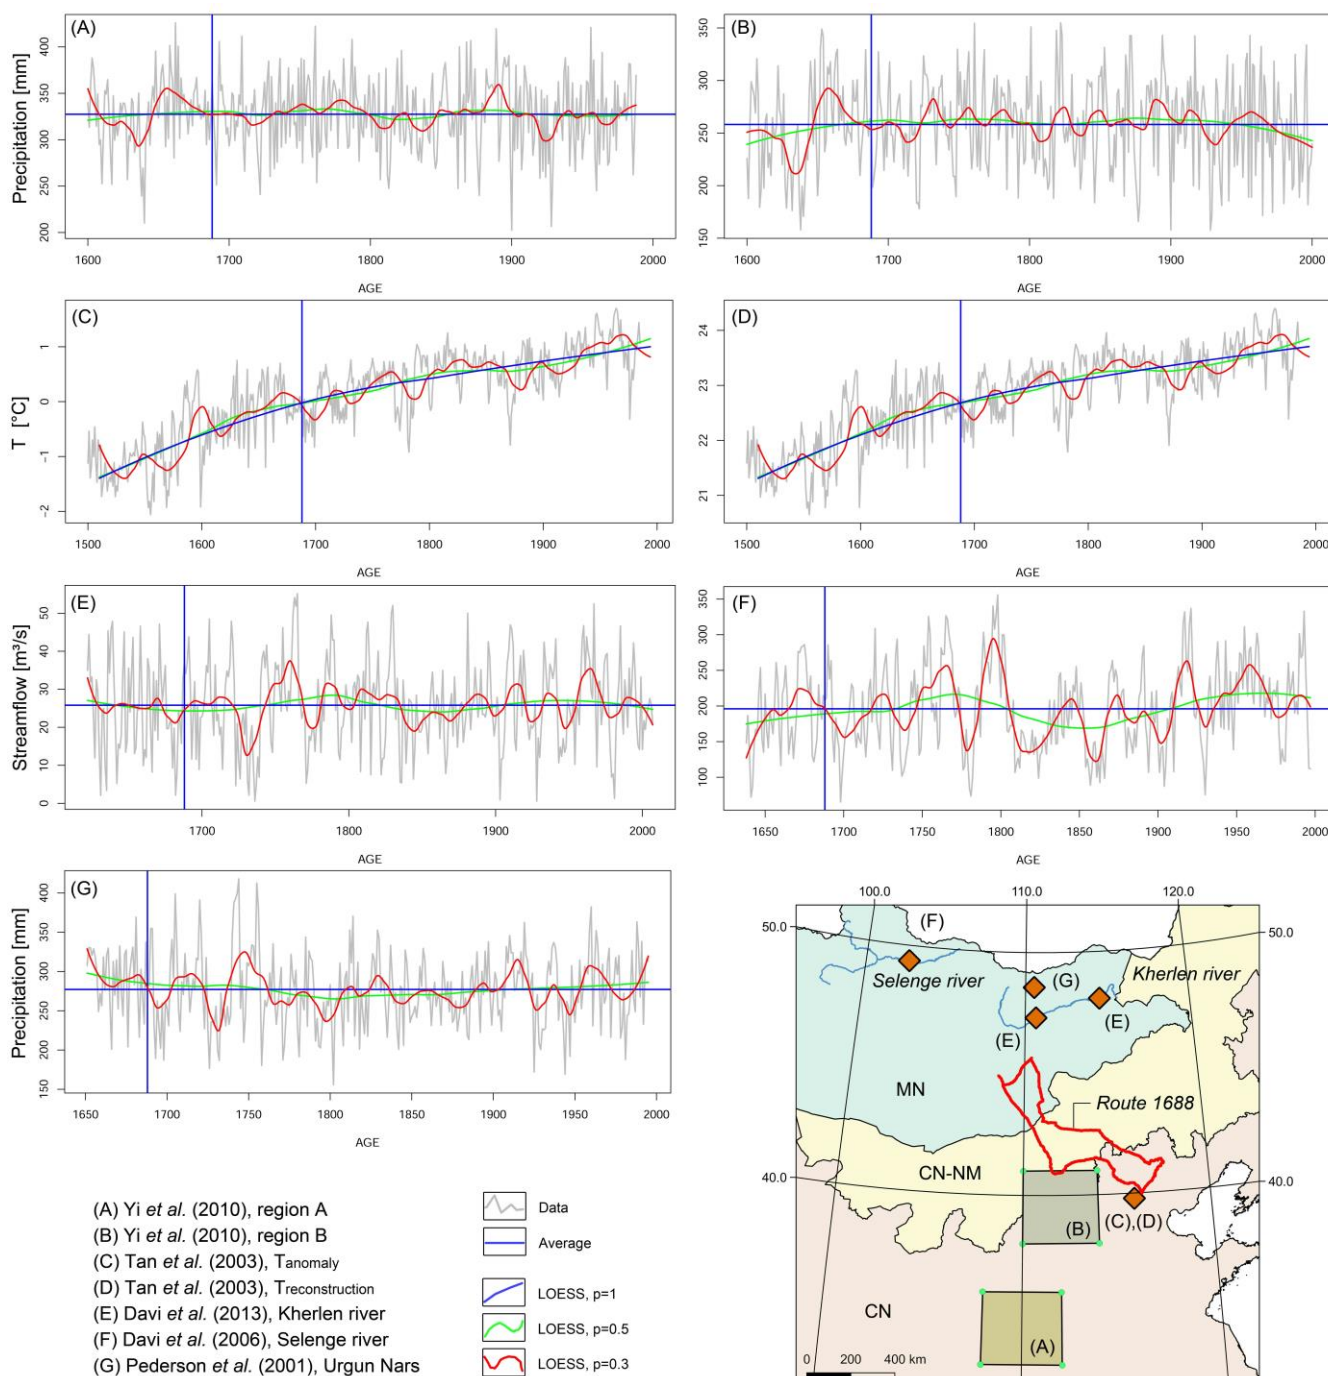 (A)
Precipitation [mm]
400
350
300
250
200
1600 1700 1800 1900 2000
AGE
(B)
350
300
250
200
150
1600 1700 1800 1900 2000
AGE
(C)
T [°C]
1
0
−1
−2
1500 1600 1700 1800 1900 2000
AGE
(D)
24
23
22
21
1500 1600 1700 1800 1900 2000
AGE
(E)
Streamflow [m³/s]
50
40
30
20
10
0
1700 1800 1900 2000
AGE
(F)
350
300
250
200
150
100
1650 1700 1750 1800 1850 1900 1950 2000
AGE
(G)
Precipitation [mm]
400
350
300
250
200
150
1650 1700 1750 1800 1850 1900 1950 2000
AGE
100.0 110.0 120.0
50.0 (F) 50.0
Selenge river (G) Kherlen river
(E) (E)
MN Route 1688
CN-NM
40.0 40.0
(B) (C),(D)
CN
(A)
0 200 400 km
(A) Yi et al. (2010), region A
(B) Yi et al. (2010), region B
(C) Tan et al. (2003), Tanomaly
(D) Tan et al. (2003), Treconstruction
(E) Davi et al. (2013), Kherlen river
(F) Davi et al. (2006), Selenge river
(G) Pederson et al. (2001), Urgun Nars
Data
Average
LOESS, p=1
LOESS, p=0.5
LOESS, p=0.3